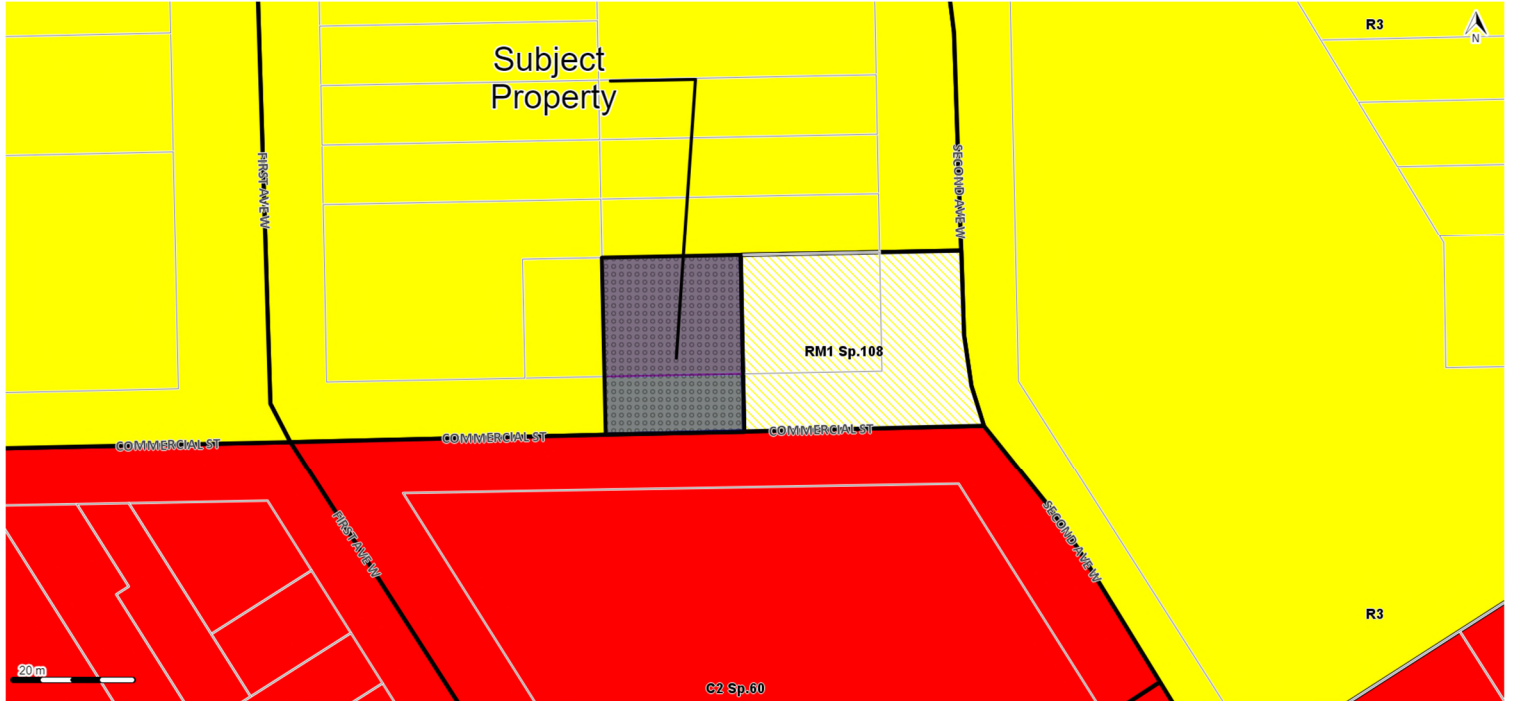 R3
N
Subject
Property
FIRST AVE W
SECOND AVE W
RM1 Sp.108
COMMERCIAL ST
COMMERCIAL ST
COMMERCIAL ST
FIRST AVE W
SECOND AVE W
R3
20 m
C2 Sp.60